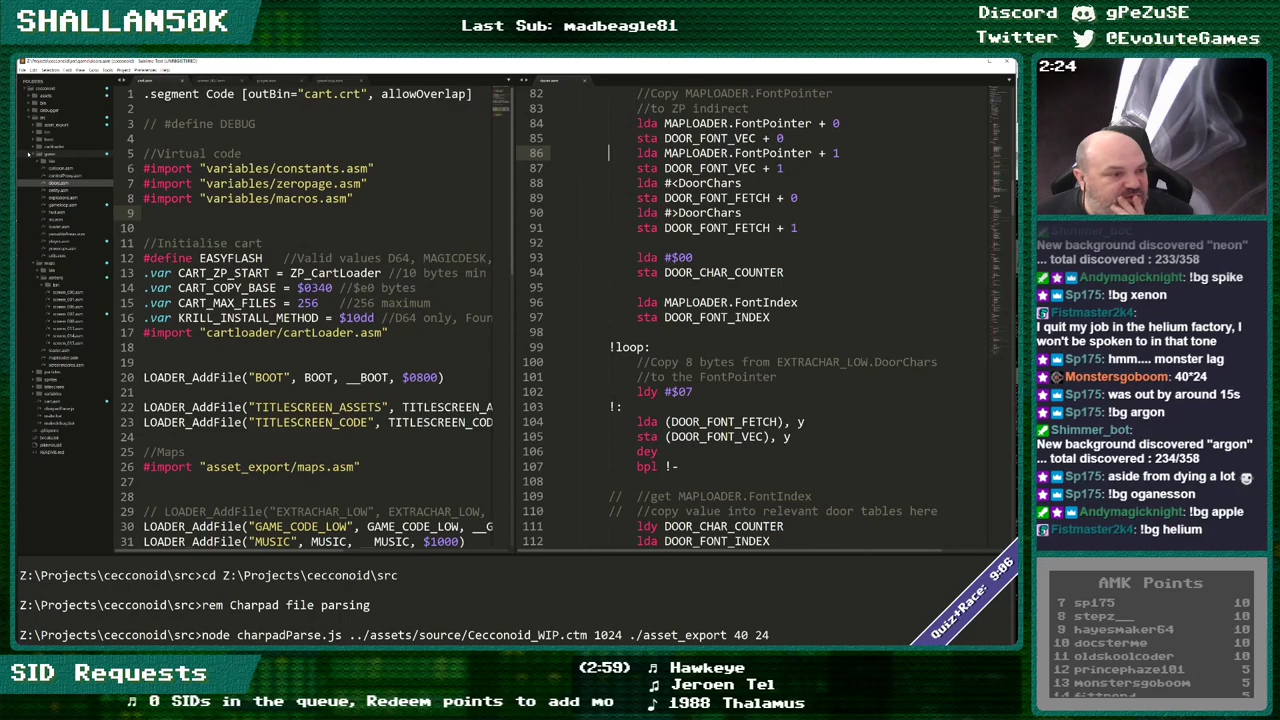 SHALLAN50K
Last Sub: madbeagle81
Discord gPeZuSE
Twitter @EvoluteGames
2:24
1 .segment Code [outBin="cart.crt", allowOverlap]
2
3 // #define DEBUG
4
5 //Virtual code
6 #import "variables/constants.asm"
7 #import "variables/zeropage.asm"
8 #import "variables/macros.asm"
9
10
11 //Initialise cart
12 #define EASYFLASH //Valid values D64, MAGICDESK,
13 .var CART_ZP_START = ZP_CartLoader //10 bytes min
14 .var CART_COPY_BASE = $0340 //$e0 bytes
15 .var CART_MAX_FILES = 256 //256 maximum
16 .var KRILL_INSTALL_METHOD = $10dd //D64 only, Foun
17 #import "cartloader/cartLoader.asm"
18
19
20 LOADER_AddFile("BOOT", BOOT, __BOOT, $0800)
21
22 LOADER_AddFile("TITLESCREEN_ASSETS", TITLESCREEN_
23 LOADER_AddFile("TITLESCREEN_CODE", TITLESCREEN_COD
24
25 //Maps
26 #import "asset_export/maps.asm"
27
28
29 // LOADER_AddFile("EXTRACHAR_LOW", EXTRACHAR_LOW,
30 LOADER_AddFile("GAME_CODE_LOW", GAME_CODE_LOW, __G
31 LOADER_AddFile("MUSIC", MUSIC, __MUSIC, $1000)
82 //Copy MAPLOADER.FontPointer
83 //to ZP indirect
84 lda MAPLOADER.FontPointer + 0
85 sta DOOR_FONT_VEC + 0
86 lda MAPLOADER.FontPointer + 1
87 sta DOOR_FONT_VEC + 1
88 lda #<DoorChars
89 sta DOOR_FONT_FETCH + 0
90 lda #>DoorChars
91 sta DOOR_FONT_FETCH + 1
92
93 lda #$00
94 sta DOOR_CHAR_COUNTER
95
96 lda MAPLOADER.FontIndex
97 sta DOOR_FONT_INDEX
98
99 !loop:
100 //Copy 8 bytes from EXTRACHAR_LOW.DoorChars
101 //to the FontPointer
102 ldy #$07
103 !:
104 lda (DOOR_FONT_FETCH), y
105 sta (DOOR_FONT_VEC), y
106 dey
107 bpl !-
108
109 // //get MAPLOADER.FontIndex
110 // //copy value into relevant door tables here
111 ldy DOOR_CHAR_COUNTER
112 lda DOOR_FONT_INDEX
Z:\Projects\cecconoid\src>cd Z:\Projects\cecconoid\src
Z:\Projects\cecconoid\src>rem Charpad file parsing
Z:\Projects\cecconoid\src>node charpadParse.js ../assets/source/Cecconoid_WIP.ctm 1024 ./asset_export 40 24
Quiz+Race: 9:06
Shimmer_bot:
New background discovered "neon"
... total discovered : 233/358
Andymagicknight: !bg spike
Sp175: !bg xenon
Fistmaster2k4:
I quit my job in the helium factory, I
won't be spoken to in that tone
Sp175: hmm.... monster lag
Monstersgoboom: 40*24
Sp175: was out by around 15s
Sp175: !bg argon
Shimmer_bot:
New background discovered "argon"
... total discovered : 234/358
Sp175: aside from dying a lot
Sp175: !bg oganesson
Andymagicknight: !bg apple
Fistmaster2k4: !bg helium
AMK Points
7 sp175 10
8 stepz__ 10
9 hayesmaker64 10
10 docsterme 10
11 oldskoolcoder 10
12 princephaze101 5
13 monstersgoboom 5
SID Requests
(2:59) Hawkeye
Jeroen Tel
1988 Thalamus
0 SIDs in the queue, Redeem points to add mo